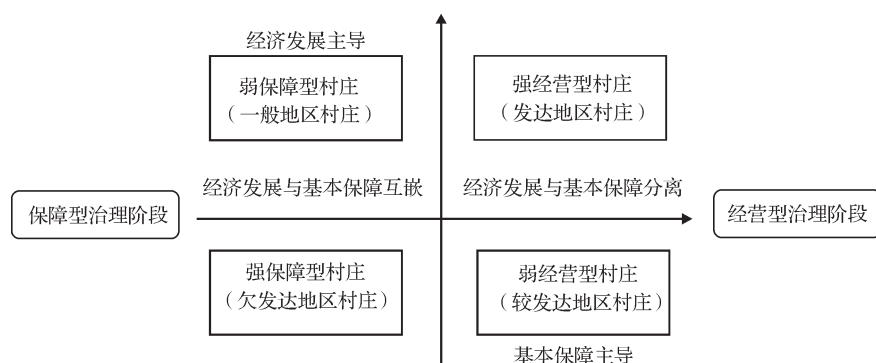 经济发展主导
弱保障型村庄
（一般地区村庄）
强经营型村庄
（发达地区村庄）
经济发展与基本保障互嵌
经济发展与基本保障分离
保障型治理阶段
经营型治理阶段
强保障型村庄
（欠发达地区村庄）
弱经营型村庄
（较发达地区村庄）
基本保障主导